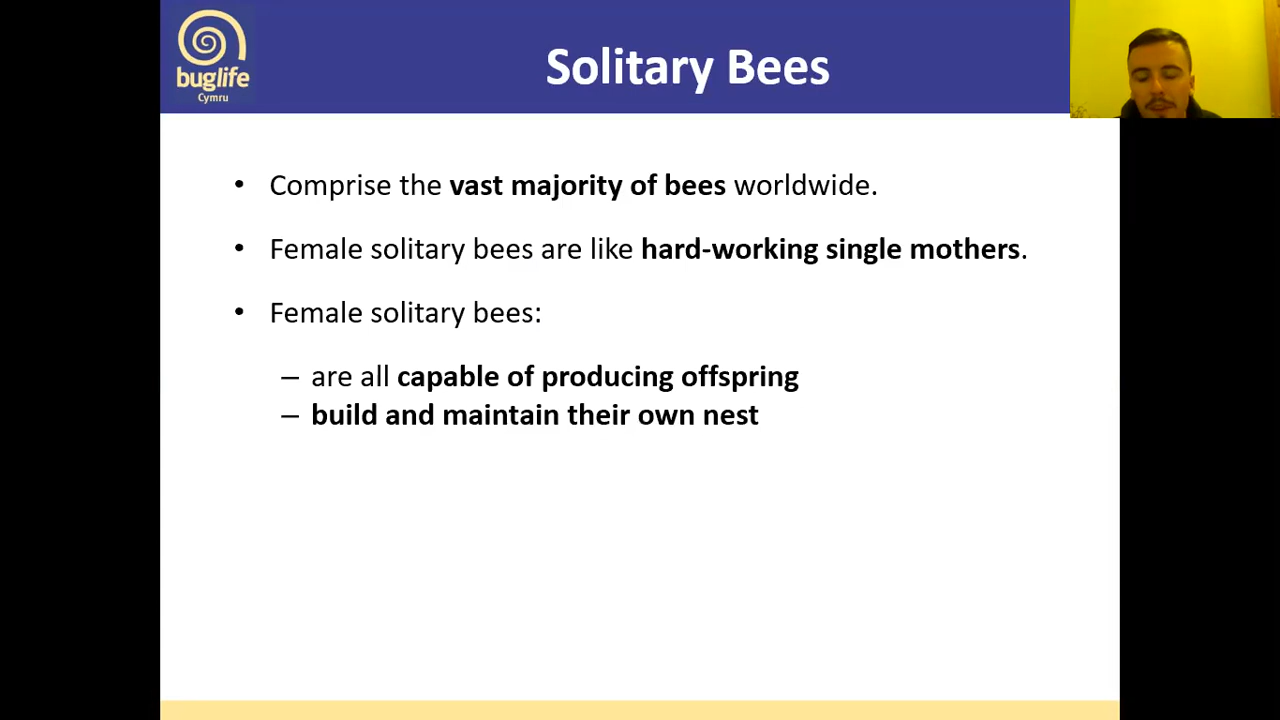 buglife
Cymru
Solitary Bees
• Comprise the vast majority of bees worldwide.
• Female solitary bees are like hard-working single mothers.
• Female solitary bees:
– are all capable of producing offspring
– build and maintain their own nest